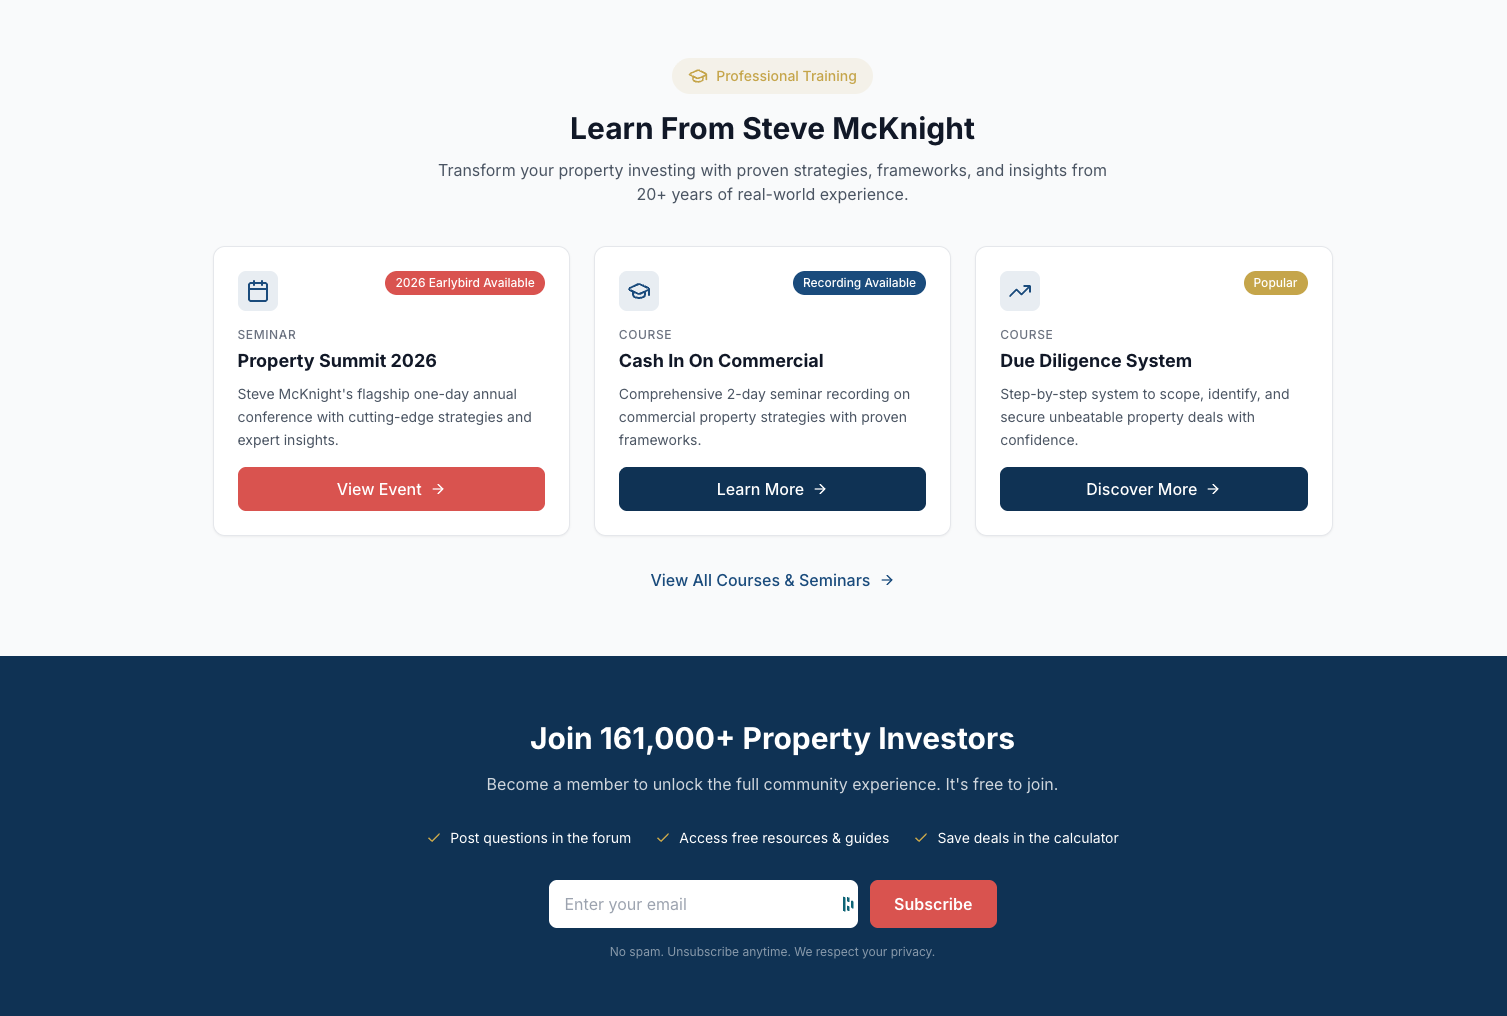 Professional Training
Learn From Steve McKnight
Transform your property investing with proven strategies, frameworks, and insights from
20+ years of real-world experience.
2026 Earlybird Available
SEMINAR
Property Summit 2026
Steve McKnight's flagship one-day annual
conference with cutting-edge strategies and
expert insights.
View Event
Recording Available
COURSE
Cash In On Commercial
Comprehensive 2-day seminar recording on
commercial property strategies with proven
frameworks.
Learn More
Popular
COURSE
Due Diligence System
Step-by-step system to scope, identify, and
secure unbeatable property deals with
confidence.
Discover More
View All Courses & Seminars
Join 161,000+ Property Investors
Become a member to unlock the full community experience. It's free to join.
Post questions in the forum
Access free resources & guides
Save deals in the calculator
Enter your email
Subscribe
No spam. Unsubscribe anytime. We respect your privacy.